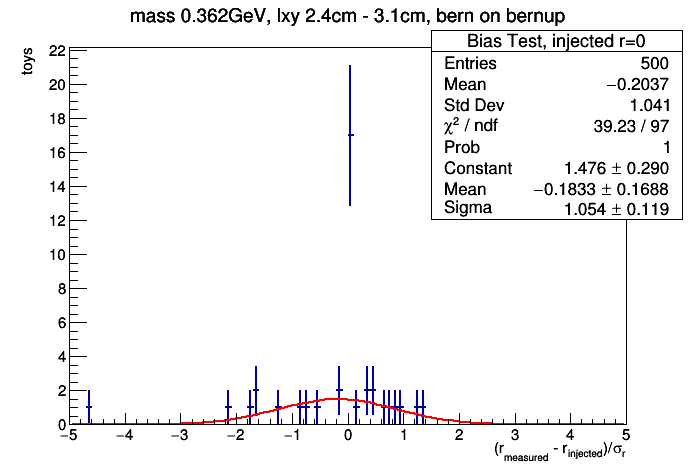 mass 0.362GeV, lxy 2.4cm - 3.1cm, bern on bernup
Bias Test, injected r=0
Entries 500
Mean −0.2037
Std Dev 1.041
χ² / ndf 39.23 / 97
Prob 1
Constant 1.476 ± 0.290
Mean −0.1833 ± 0.1688
Sigma 1.054 ± 0.119
toys
22
20
18
16
14
12
10
8
6
4
2
0
−5 −4 −3 −2 −1 0 1 2 3 4 5
(r_measured - r_injected)/σ_r